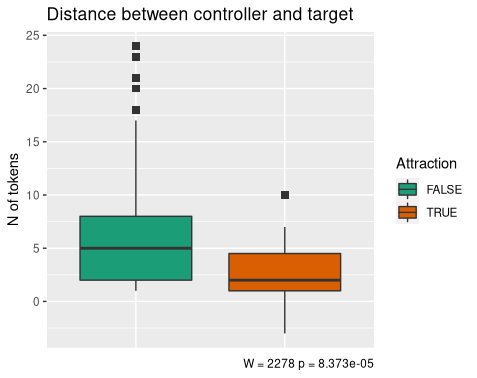 Distance between controller and target
N of tokens
25
20
15
10
5
0
Attraction
FALSE
TRUE
W = 2278 p = 8.373e-05